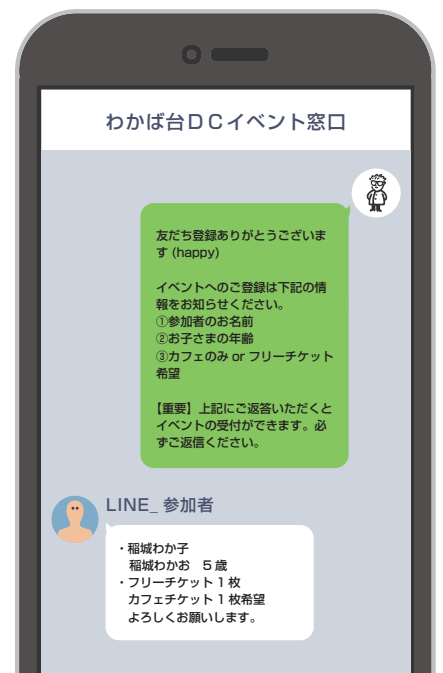 わかば台DCイベント窓口
友だち登録ありがとうございま
す(happy)
イベントへのご登録は下記の情
報をお知らせください。
①参加者のお名前
②お子さまの年齢
③カフェのみ or フリーチケット
希望
【重要】上記にご返答いただくと
イベントの受付ができます。必
ずご返信ください。
LINE_ 参加者
・稲城わか子
稲城わかお　5歳
・フリーチケット1枚
カフェチケット1枚希望
よろしくお願いします。